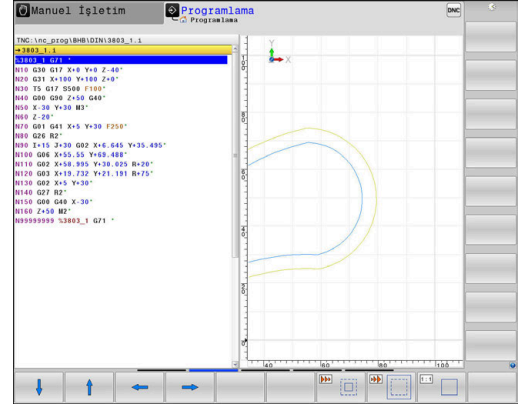 Manuel İşletim
Programlama
DNC
Programlama
TNC:\nc_prog\BHB\DIN\3803_1.i
→3803_1.i
%3803_1 G71 *
N10 G30 G17 X+0 Y+0 Z-40*
N20 G31 X+100 Y+100 Z+0*
N30 T5 G17 S500 F100*
N40 G00 G90 Z+50 G40*
N50 X-30 Y+30 M3*
N60 Z-20*
N70 G01 G41 X+5 Y+30 F250*
N80 G26 R2*
N90 I+15 J+30 G02 X+6.645 Y+35.495*
N100 G06 X+55.55 Y+69.488*
N110 G02 X+58.995 Y+30.025 R+20*
N120 G03 X+19.732 Y+21.191 R+75*
N130 G02 X+5 Y+30*
N140 G27 R2*
N150 G00 G40 X-30*
N160 Z+50 M2*
N99999999 %3803_1 G71 *
Y
X
40
60
80
100
1:1